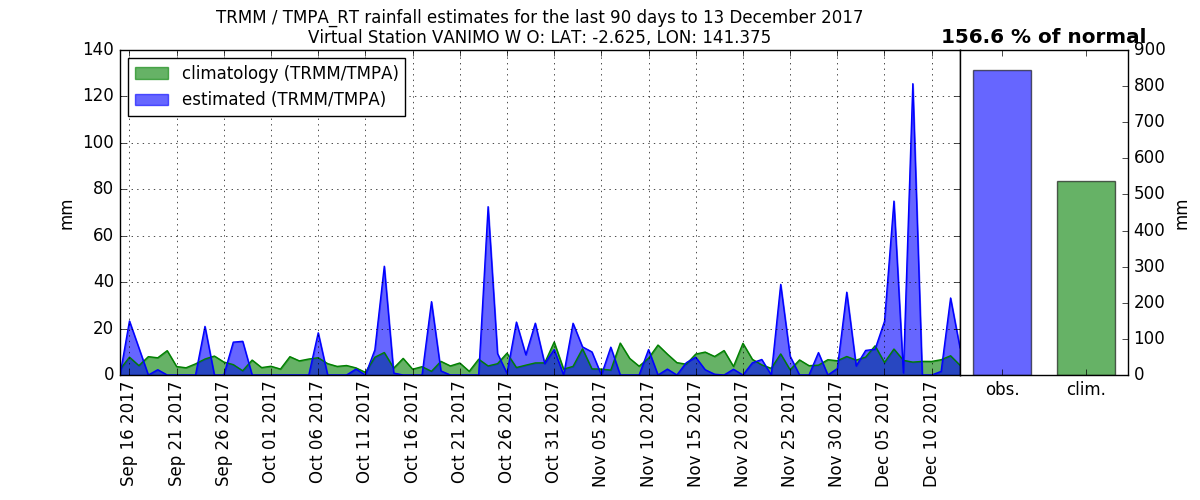 TRMM / TMPA_RT rainfall estimates for the last 90 days to 13 December 2017
Virtual Station VANIMO W O: LAT: -2.625, LON: 141.375
156.6 % of normal
climatology (TRMM/TMPA)
estimated (TRMM/TMPA)
mm
140
120
100
80
60
40
20
0
Sep 16 2017
Sep 21 2017
Sep 26 2017
Oct 01 2017
Oct 06 2017
Oct 11 2017
Oct 16 2017
Oct 21 2017
Oct 26 2017
Oct 31 2017
Nov 05 2017
Nov 10 2017
Nov 15 2017
Nov 20 2017
Nov 25 2017
Nov 30 2017
Dec 05 2017
Dec 10 2017
900
800
700
600
500
400
300
200
100
0
mm
obs.
clim.